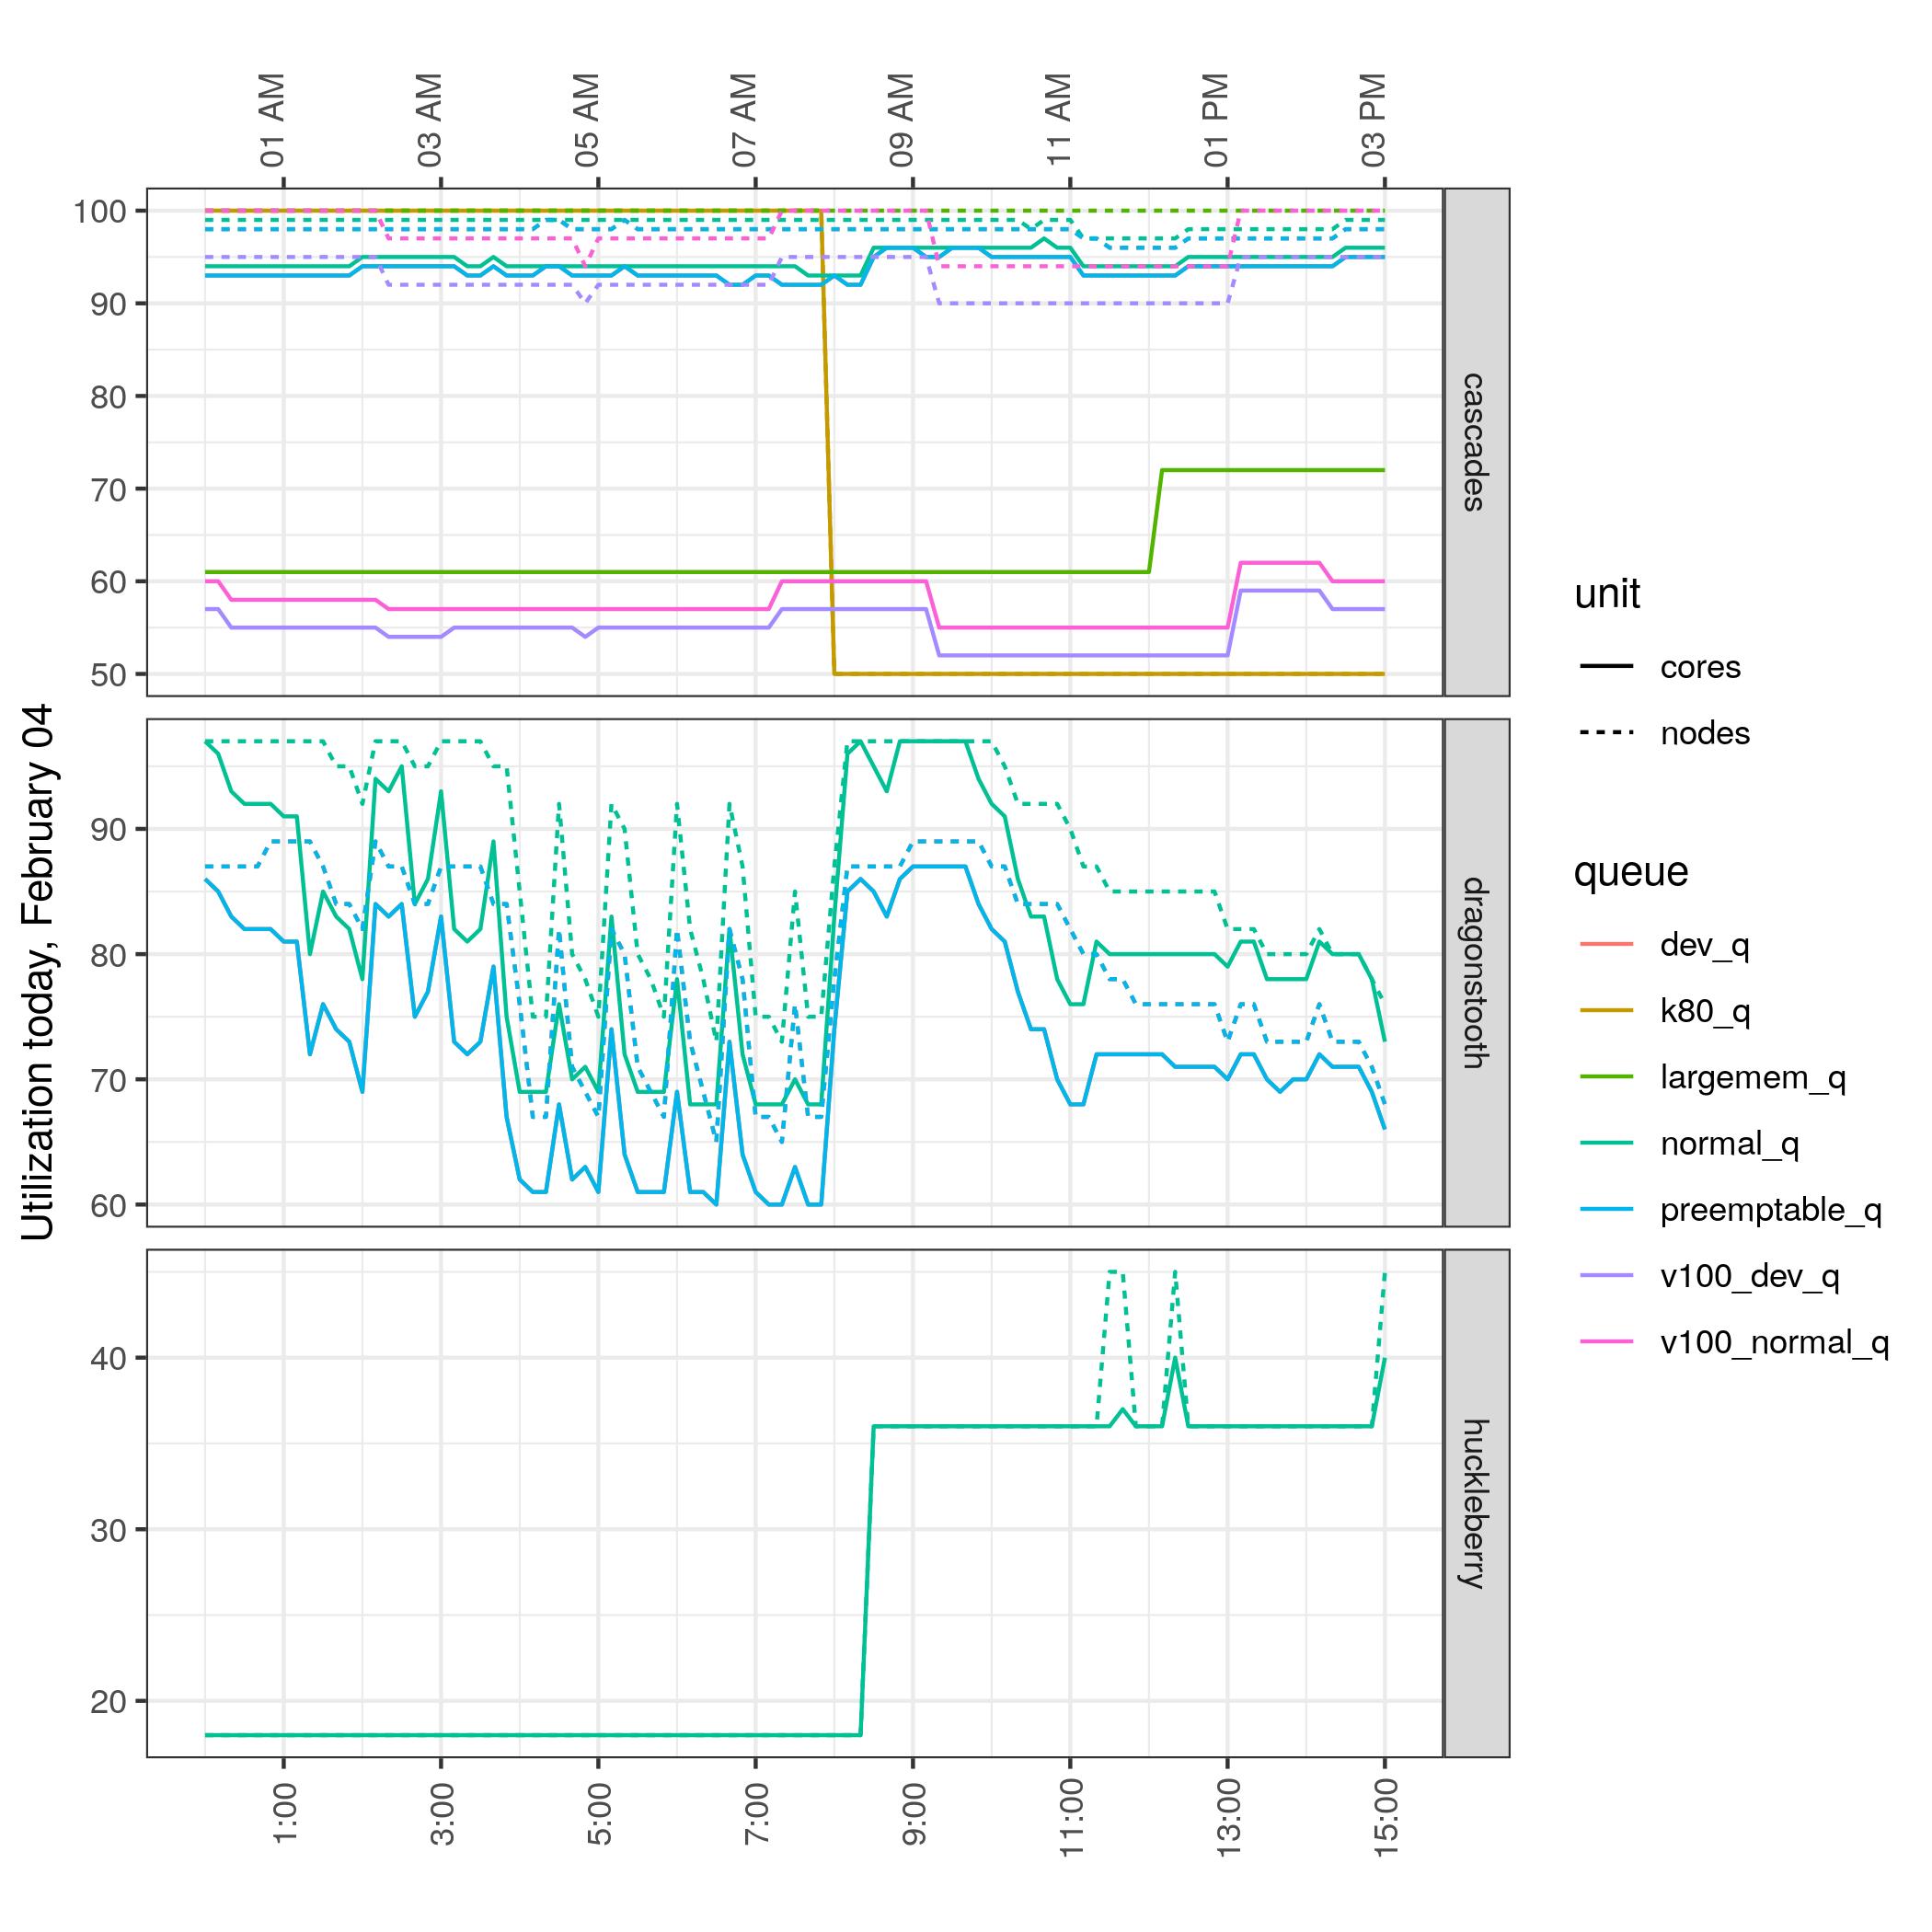 01 AM
03 AM
05 AM
07 AM
09 AM
11 AM
01 PM
03 PM
Utilization today, February 04
100
90
80
70
60
50
cascades
90
80
70
60
dragonstooth
40
30
20
huckleberry
1:00
3:00
5:00
7:00
9:00
11:00
13:00
15:00
unit
cores
nodes
queue
dev_q
k80_q
largemem_q
normal_q
preemptable_q
v100_dev_q
v100_normal_q